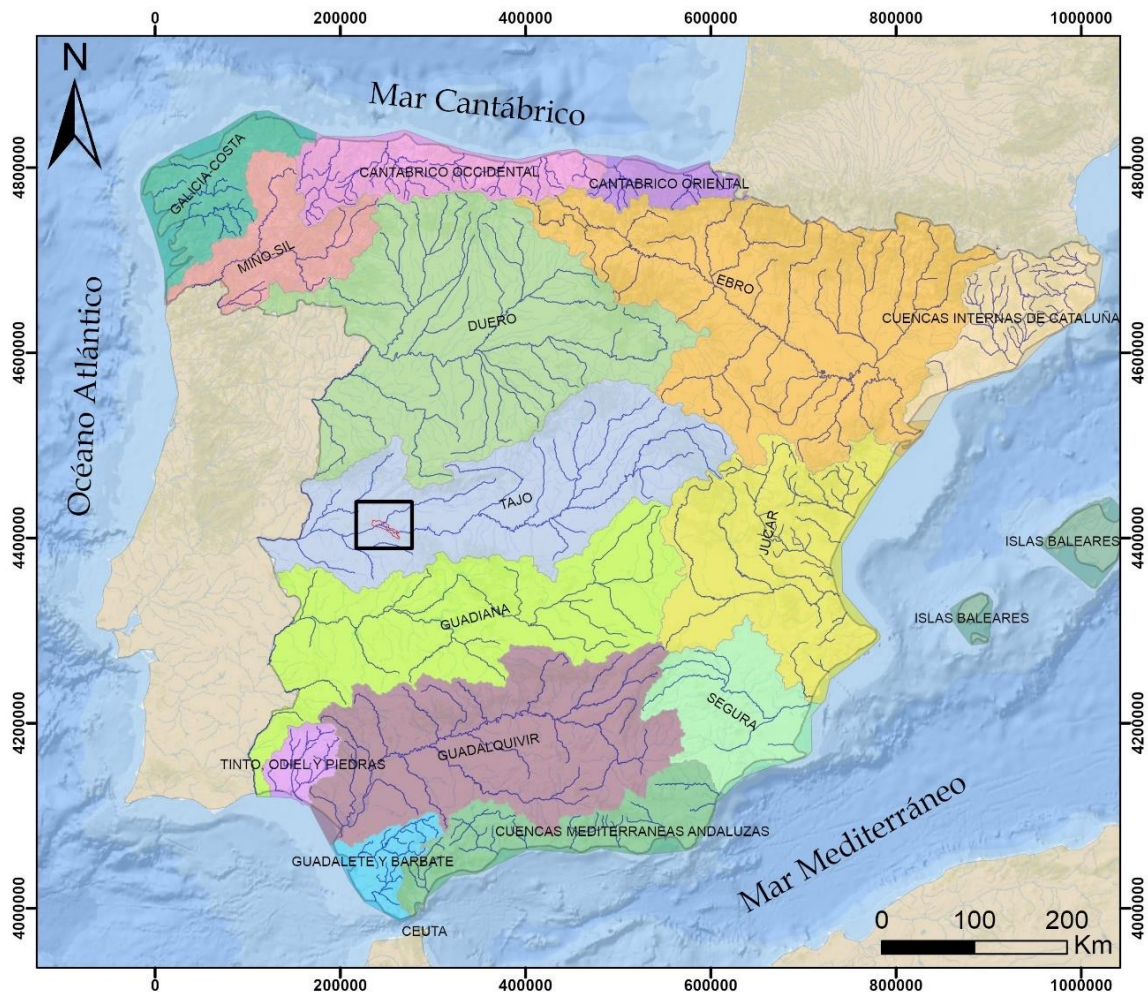 0 200000 400000 600000 800000 1000000
N
Mar Cantábrico
4800000
4800000
GALICIA-COSTA
CANTABRICO OCCIDENTAL
CANTABRICO ORIENTAL
MIÑO-SIL
EBRO
Océano Atlántico
CUENCAS INTERNAS DE CATALUÑA
DUERO
4600000
4600000
TAJO
JUCAR
4400000
4400000
ISLAS BALEARES
ISLAS BALEARES
GUADIANA
SEGURA
4200000
4200000
GUADALQUIVIR
TINTO, ODIEL Y PIEDRAS
CUENCAS MEDITERRANEAS ANDALUZAS
GUADALETE Y BARBATE
Mar Mediterráneo
4000000
4000000
CEUTA
0 100 200
Km
0 200000 400000 600000 800000 1000000